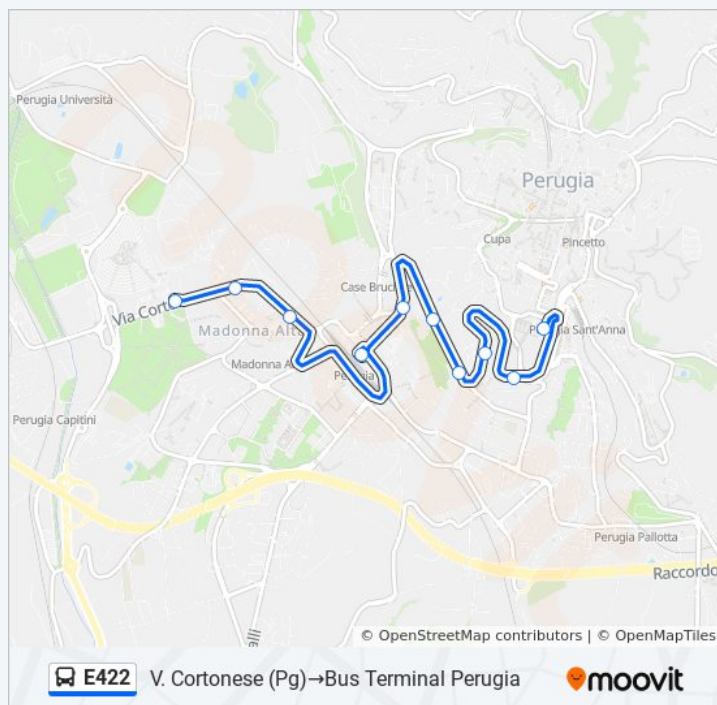 Perugia Università
Perugia
Cupa
Pincetto
Case Bruc
Via Corto
Madonna Alt
Sant'Anna
Madonna A
Perugia
Perugia Capitini
Perugia Pallotta
Raccordo
elli
© OpenStreetMap contributors | © OpenMapTiles
E422 V. Cortonese (Pg)→Bus Terminal Perugia moovit